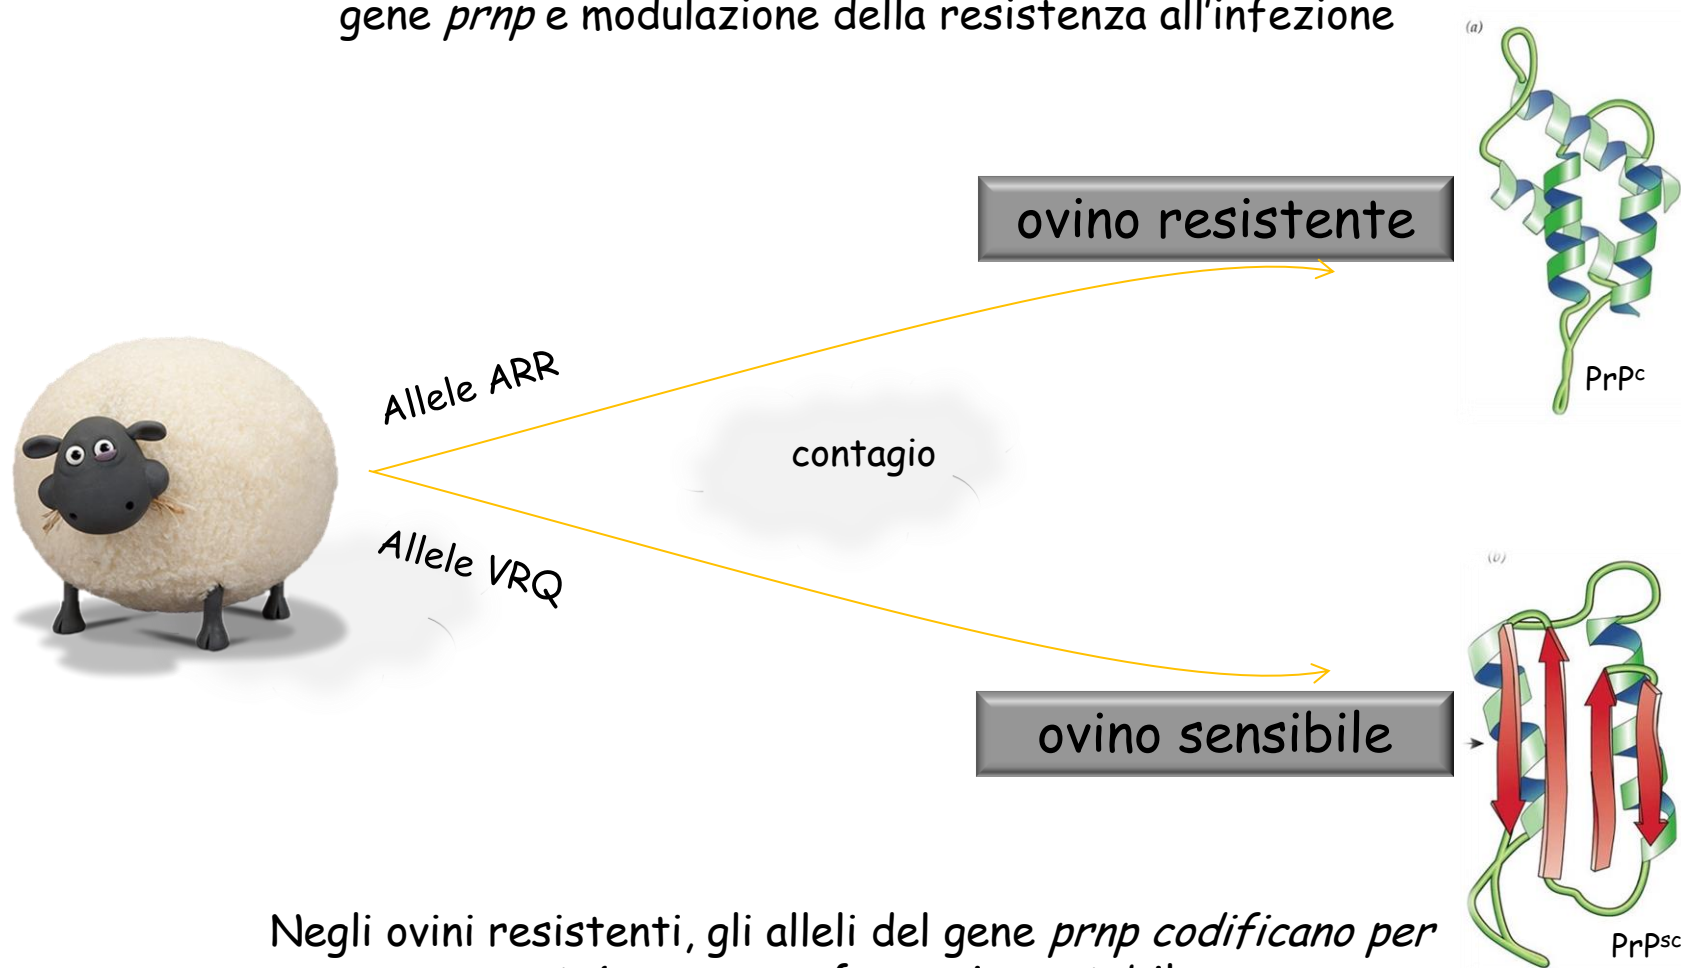 gene prnp e modulazione della resistenza all'infezione
(a)
ovino resistente
Allele ARR
PrPc
contagio
Allele VRQ
(b)
ovino sensibile
Negli ovini resistenti, gli alleli del gene prnp codificano per
PrPsc